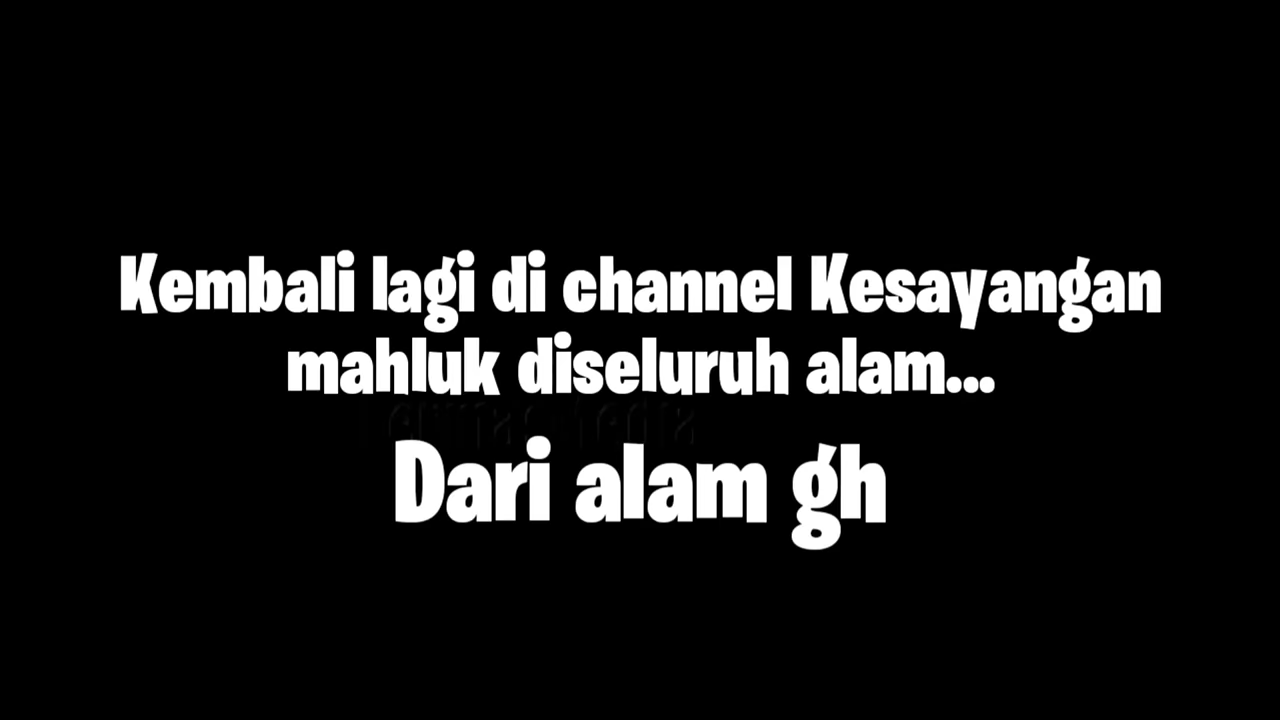 Kembali lagi di channel Kesayangan
mahluk diseluruh alam...
Dari alam gh